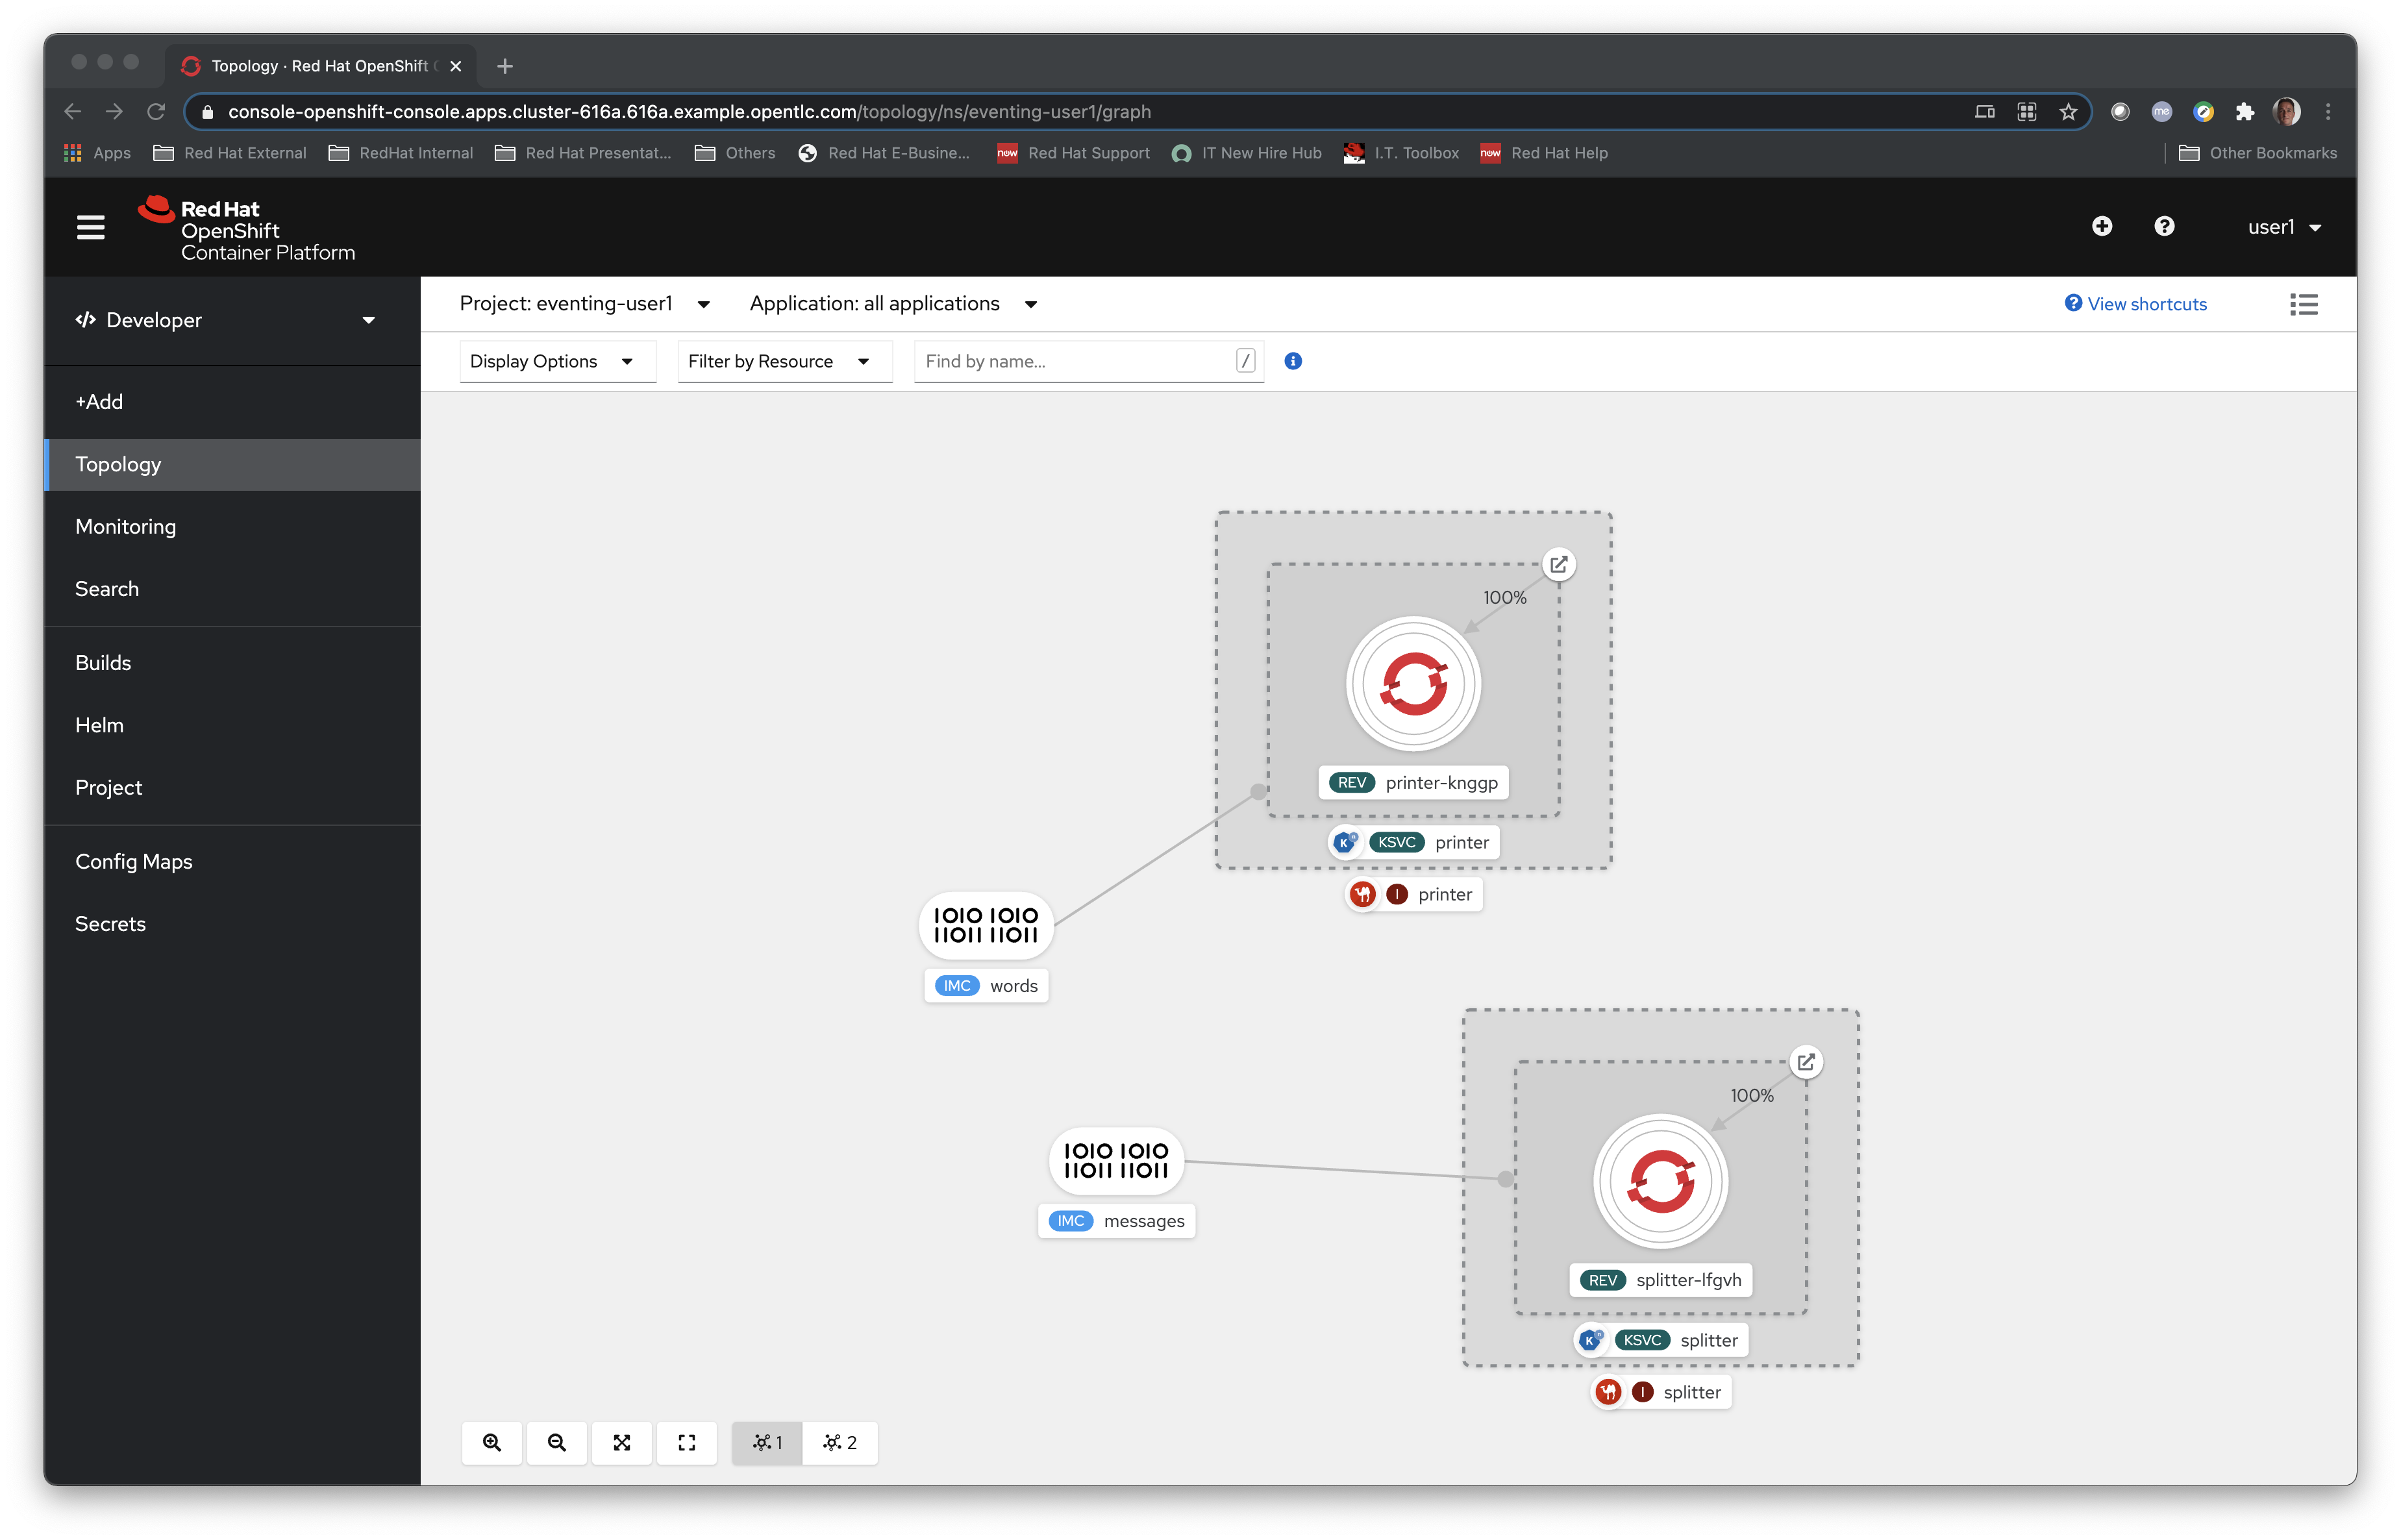 Topology · Red Hat OpenShift
console-openshift-console.apps.cluster-616a.616a.example.opentlc.com/topology/ns/eventing-user1/graph
me
Apps Red Hat External RedHat Internal Red Hat Presentat... Others Red Hat E-Busine... now Red Hat Support IT New Hire Hub I.T. Toolbox now Red Hat Help Other Bookmarks
Red Hat
OpenShift
Container Platform
user1
Developer
Project: eventing-user1 Application: all applications View shortcuts
Display Options Filter by Resource Find by name... /
+Add
Topology
Monitoring
Search
Builds
Helm
Project
Config Maps
Secrets
100%
REV printer-knggp
K n KSVC printer
I printer
1010 1010
11011 11011
IMC words
100%
1010 1010
11011 11011
IMC messages
REV splitter-lfgvh
K n KSVC splitter
I splitter
1 2